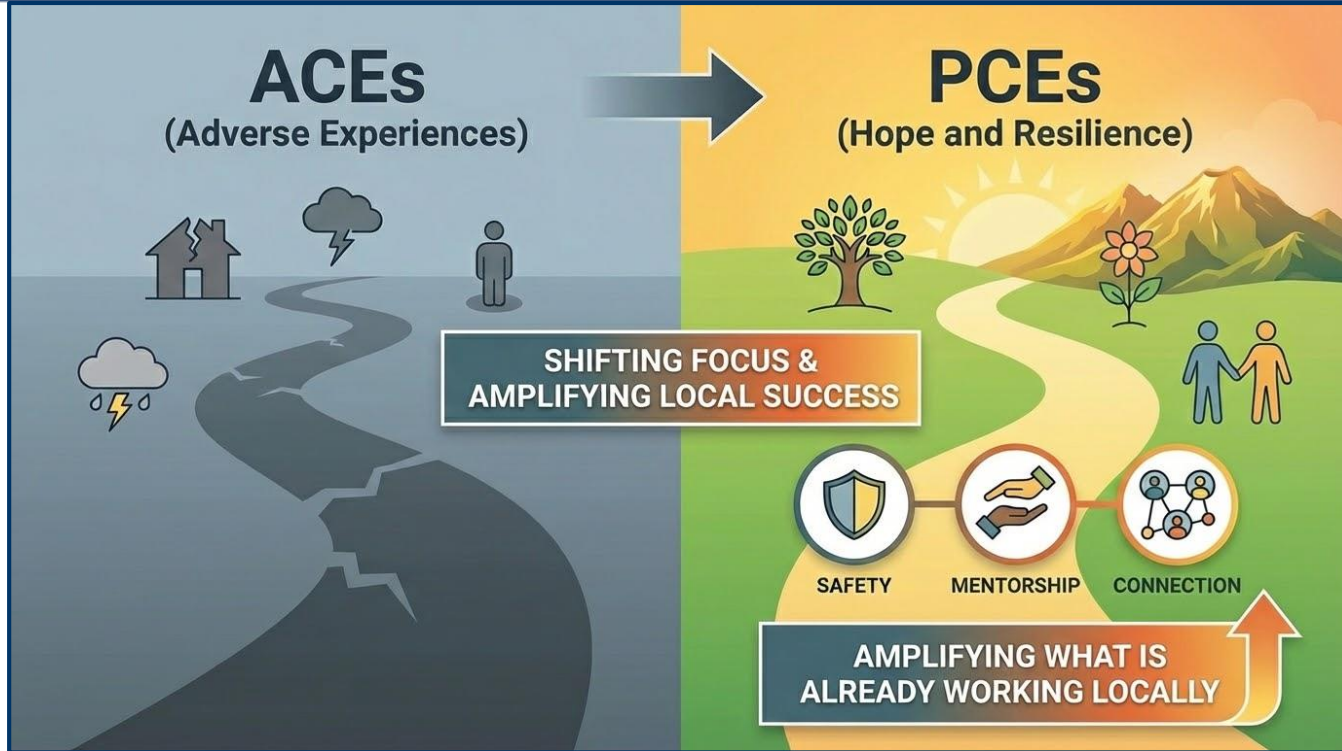 ACEs
(Adverse Experiences)
PCEs
(Hope and Resilience)
SHIFTING FOCUS &
AMPLIFYING LOCAL SUCCESS
SAFETY
MENTORSHIP
CONNECTION
AMPLIFYING WHAT IS
ALREADY WORKING LOCALLY